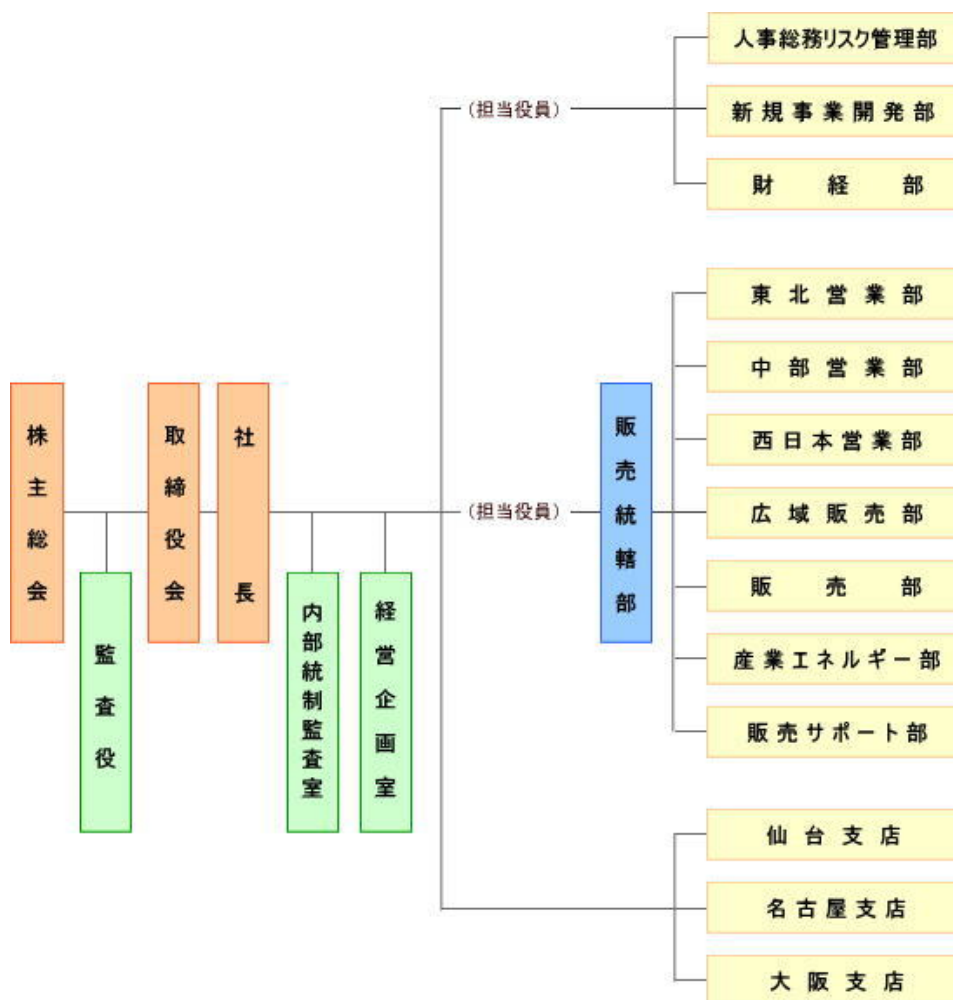 人事総務リスク管理部
(担当役員)
新規事業開発部
財経部
東北営業部
中部営業部
西日本営業部
株主総会
取締役会
社長
(担当役員)
販売統轄部
広域販売部
監査役
内部統制監査室
経営企画室
販売部
産業エネルギー部
販売サポート部
仙台支店
名古屋支店
大阪支店